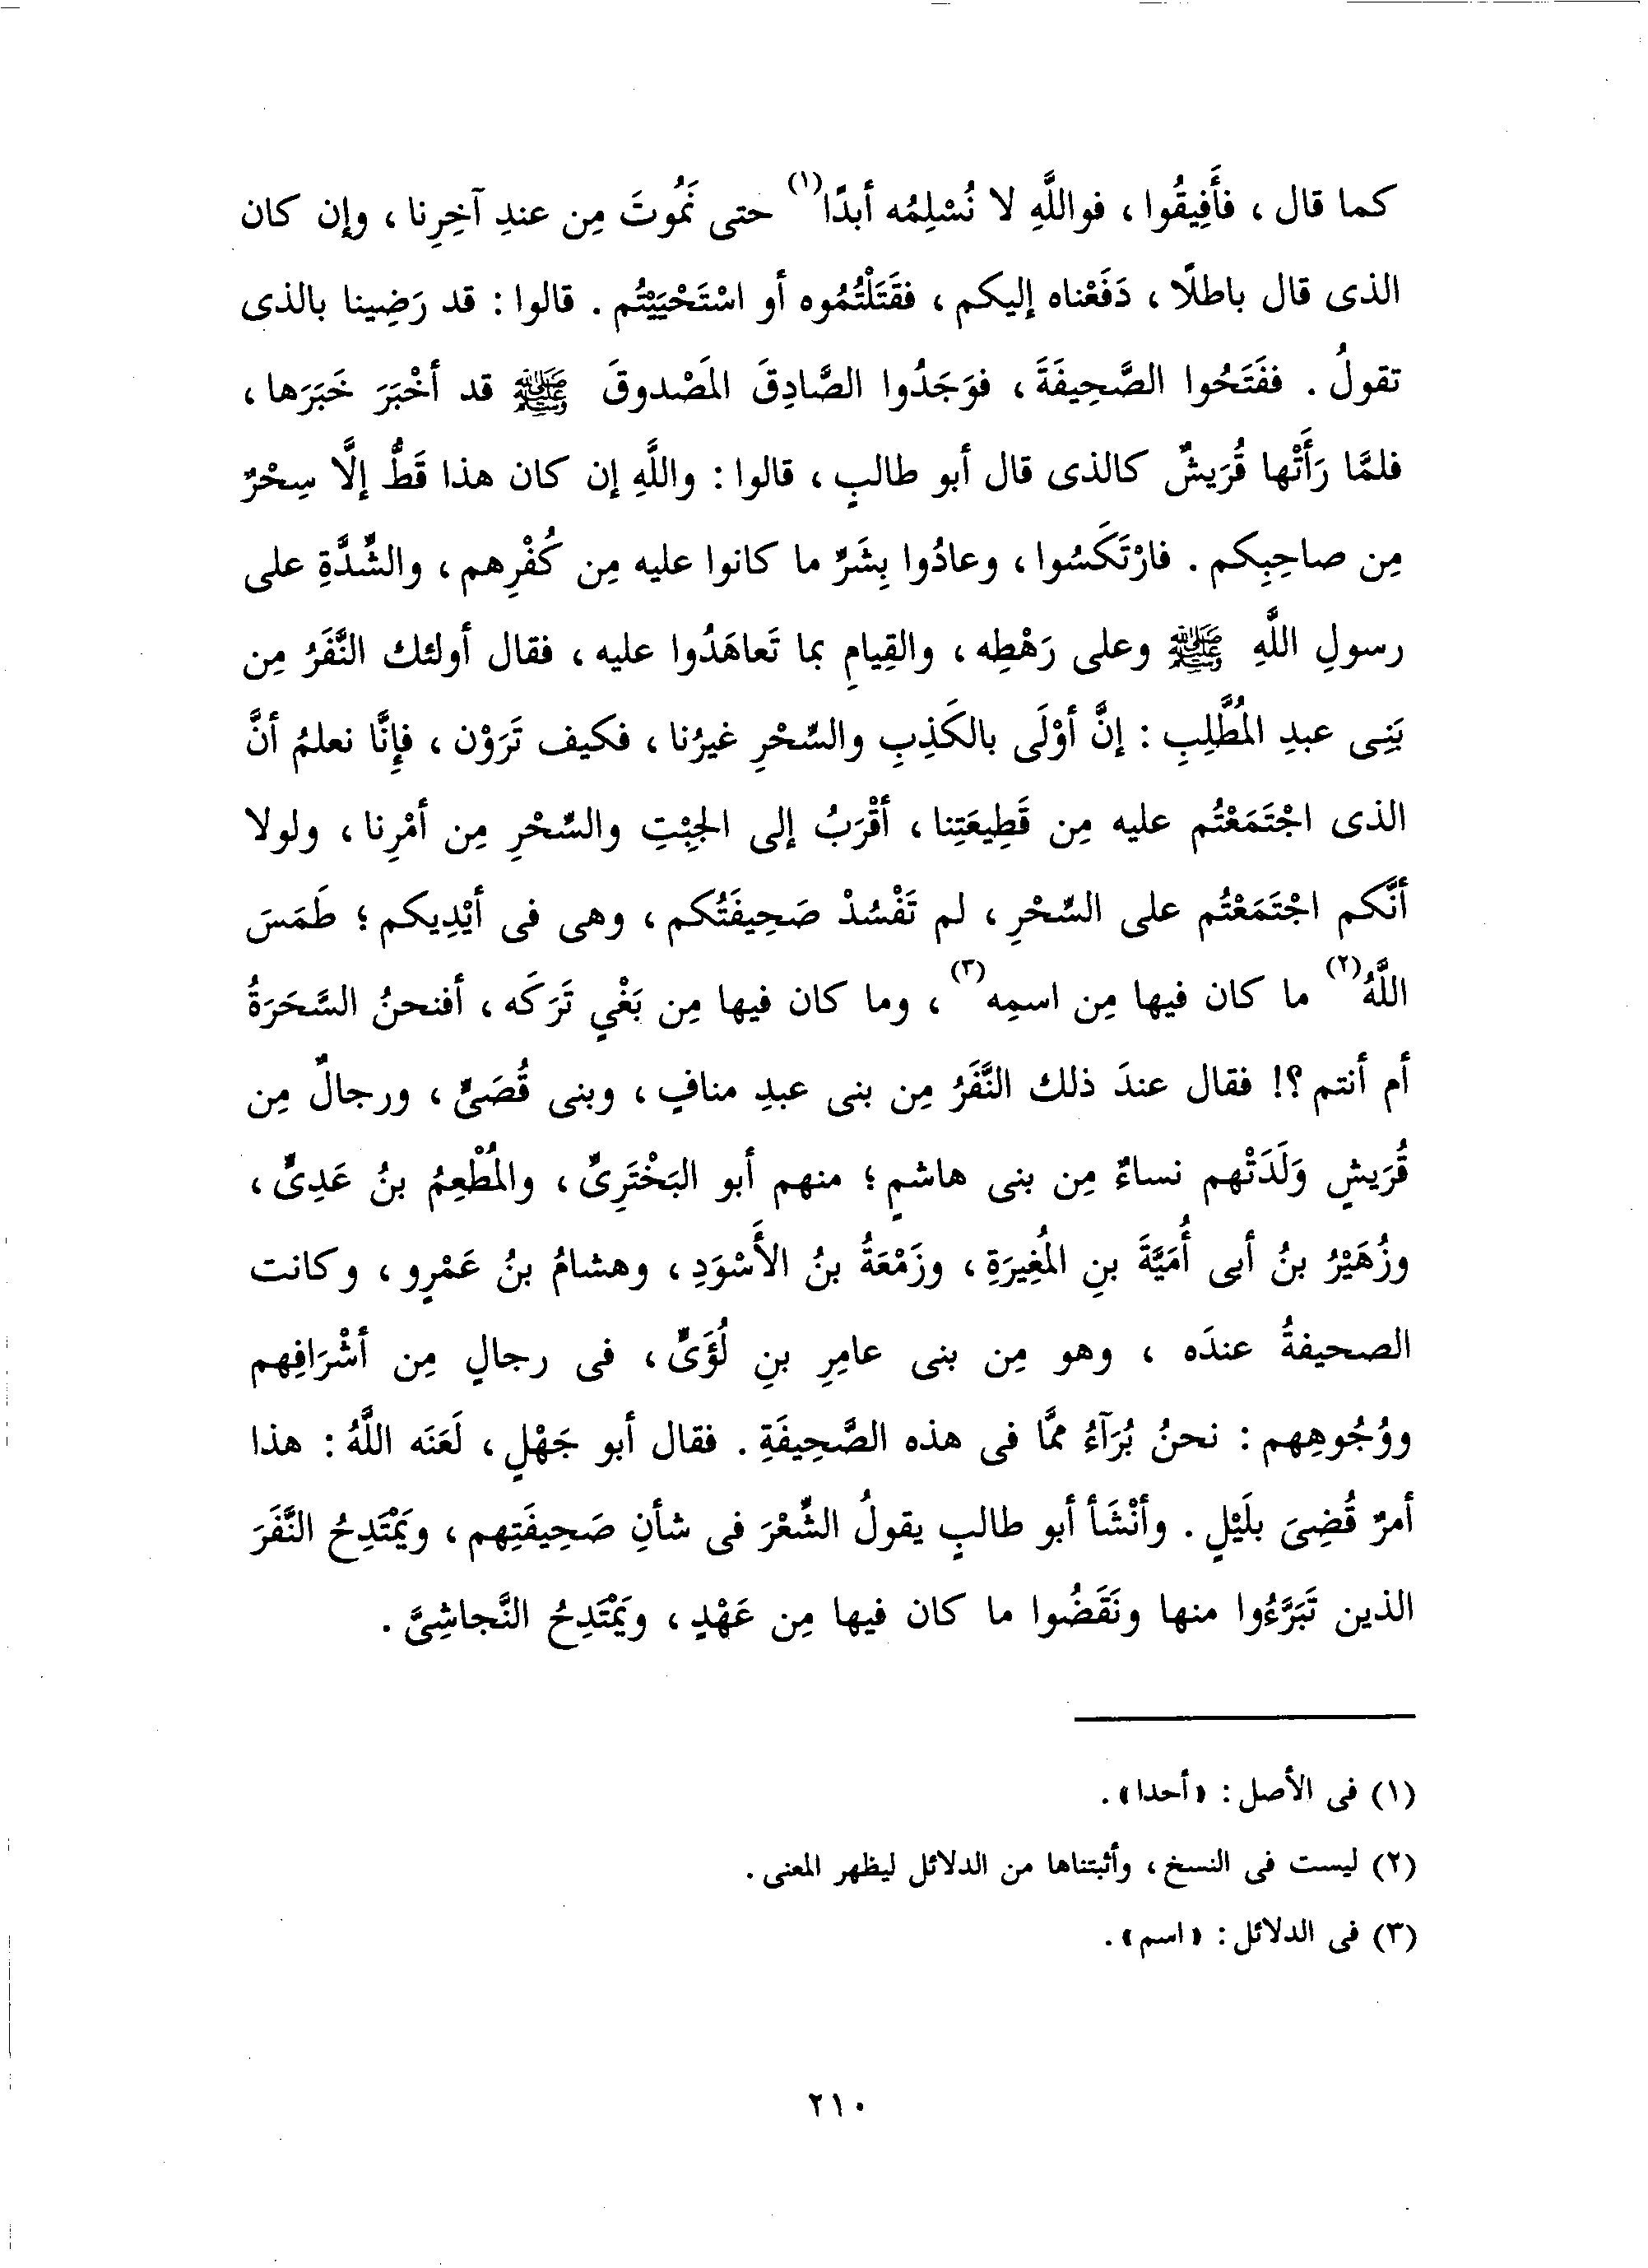 كما قال ، فأَفِيقُوا ، فواللَّهِ لا نُسْلِمُه أبدًا(١) حتى نَمُوتَ مِن عندِ آخِرِنا ، وإن كان
الذى قال باطلًا ، دَفَعْناه إليكم ، فقَتَلْتُمُوه أو اسْتَحْيَيْتُم . قالوا : قد رَضِينا بالذى
تقولُ . ففَتَحُوا الصَّحِيفَةَ ، فوَجَدُوا الصَّادِقَ المَصْدوقَ ﷺ قد أخْبَرَ خَبَرَها ،
فلمَّا رَأَتْها قُرَيشٌ كالذى قال أبو طالبٍ ، قالوا : واللَّهِ إن كان هذا قَطُّ إلَّا سِحْرٌ
مِن صاحِبِكم . فارْتَكَسُوا ، وعادُوا بِشَرِّ ما كانوا عليه مِن كُفْرِهم ، والشِّدَّةِ على
رسولِ اللَّهِ ﷺ وعلى رَهْطِه ، والقِيامِ بما تَعاهَدُوا عليه ، فقال أولئك النَّفَرُ مِن
بَنِى عبدِ المُطَّلِبِ : إنَّ أوْلَى بالكَذِبِ والسِّحْرِ غيرُنا ، فكيف تَرَوْن ، فإِنَّا نعلمُ أنَّ
الذى اجْتَمَعْتُم عليه مِن قَطِيعَتِنا ، أقْرَبُ إلى الجِبْتِ والسِّحْرِ مِن أمْرِنا ، ولولا
أنَّكم اجْتَمَعْتُم على السِّحْرِ ، لم تَفْسُدْ صَحِيفَتُكم ، وهى فى أيْدِيكم ؛ طَمَسَ
اللَّهُ(٢) ما كان فيها مِن اسمِه(٣) ، وما كان فيها مِن بَغْيٍ تَرَكَه ، أفنحنُ السَّحَرَةُ
أم أنتم ؟! فقال عندَ ذلك النَّفَرُ مِن بنى عبدِ منافٍ ، وبنى قُصَىٍّ ، ورجالٌ مِن
قُرَيشٍ وَلَدَتْهم نساءٌ مِن بنى هاشمٍ ؛ منهم أبو البَخْتَرِىِّ ، والمُطْعِمُ بنُ عَدِىٍّ ،
وزُهَيْرُ بنُ أبى أُمَيَّةَ بنِ المُغِيرَةِ ، وزَمْعَةُ بنُ الأَسْوَدِ ، وهشامُ بنُ عَمْرٍو ، وكانت
الصحيفةُ عندَه ، وهو مِن بنى عامِرِ بنِ لُؤَىٍّ ، فى رجالٍ مِن أشْرَافِهم
ووُجُوهِهم : نحنُ بُرَآءُ ممَّا فى هذه الصَّحِيفَةِ . فقال أبو جَهْلٍ ، لَعَنَه اللَّهُ : هذا
أمرٌ قُضِىَ بلَيْلٍ . وأنْشَأ أبو طالبٍ يقولُ الشِّعْرَ فى شأنِ صَحِيفَتِهم ، ويَمْتَدِحُ النَّفَرَ
الذين تَبَرَّءُوا منها ونَقَضُوا ما كان فيها مِن عَهْدٍ ، ويَمْتَدِحُ النَّجاشِىَّ .
(١) فى الأصل : «أحدا» .
(٢) ليست فى النسخ ، وأثبتناها من الدلائل ليظهر المعنى .
(٣) فى الدلائل : «اسم» .
٢١٠